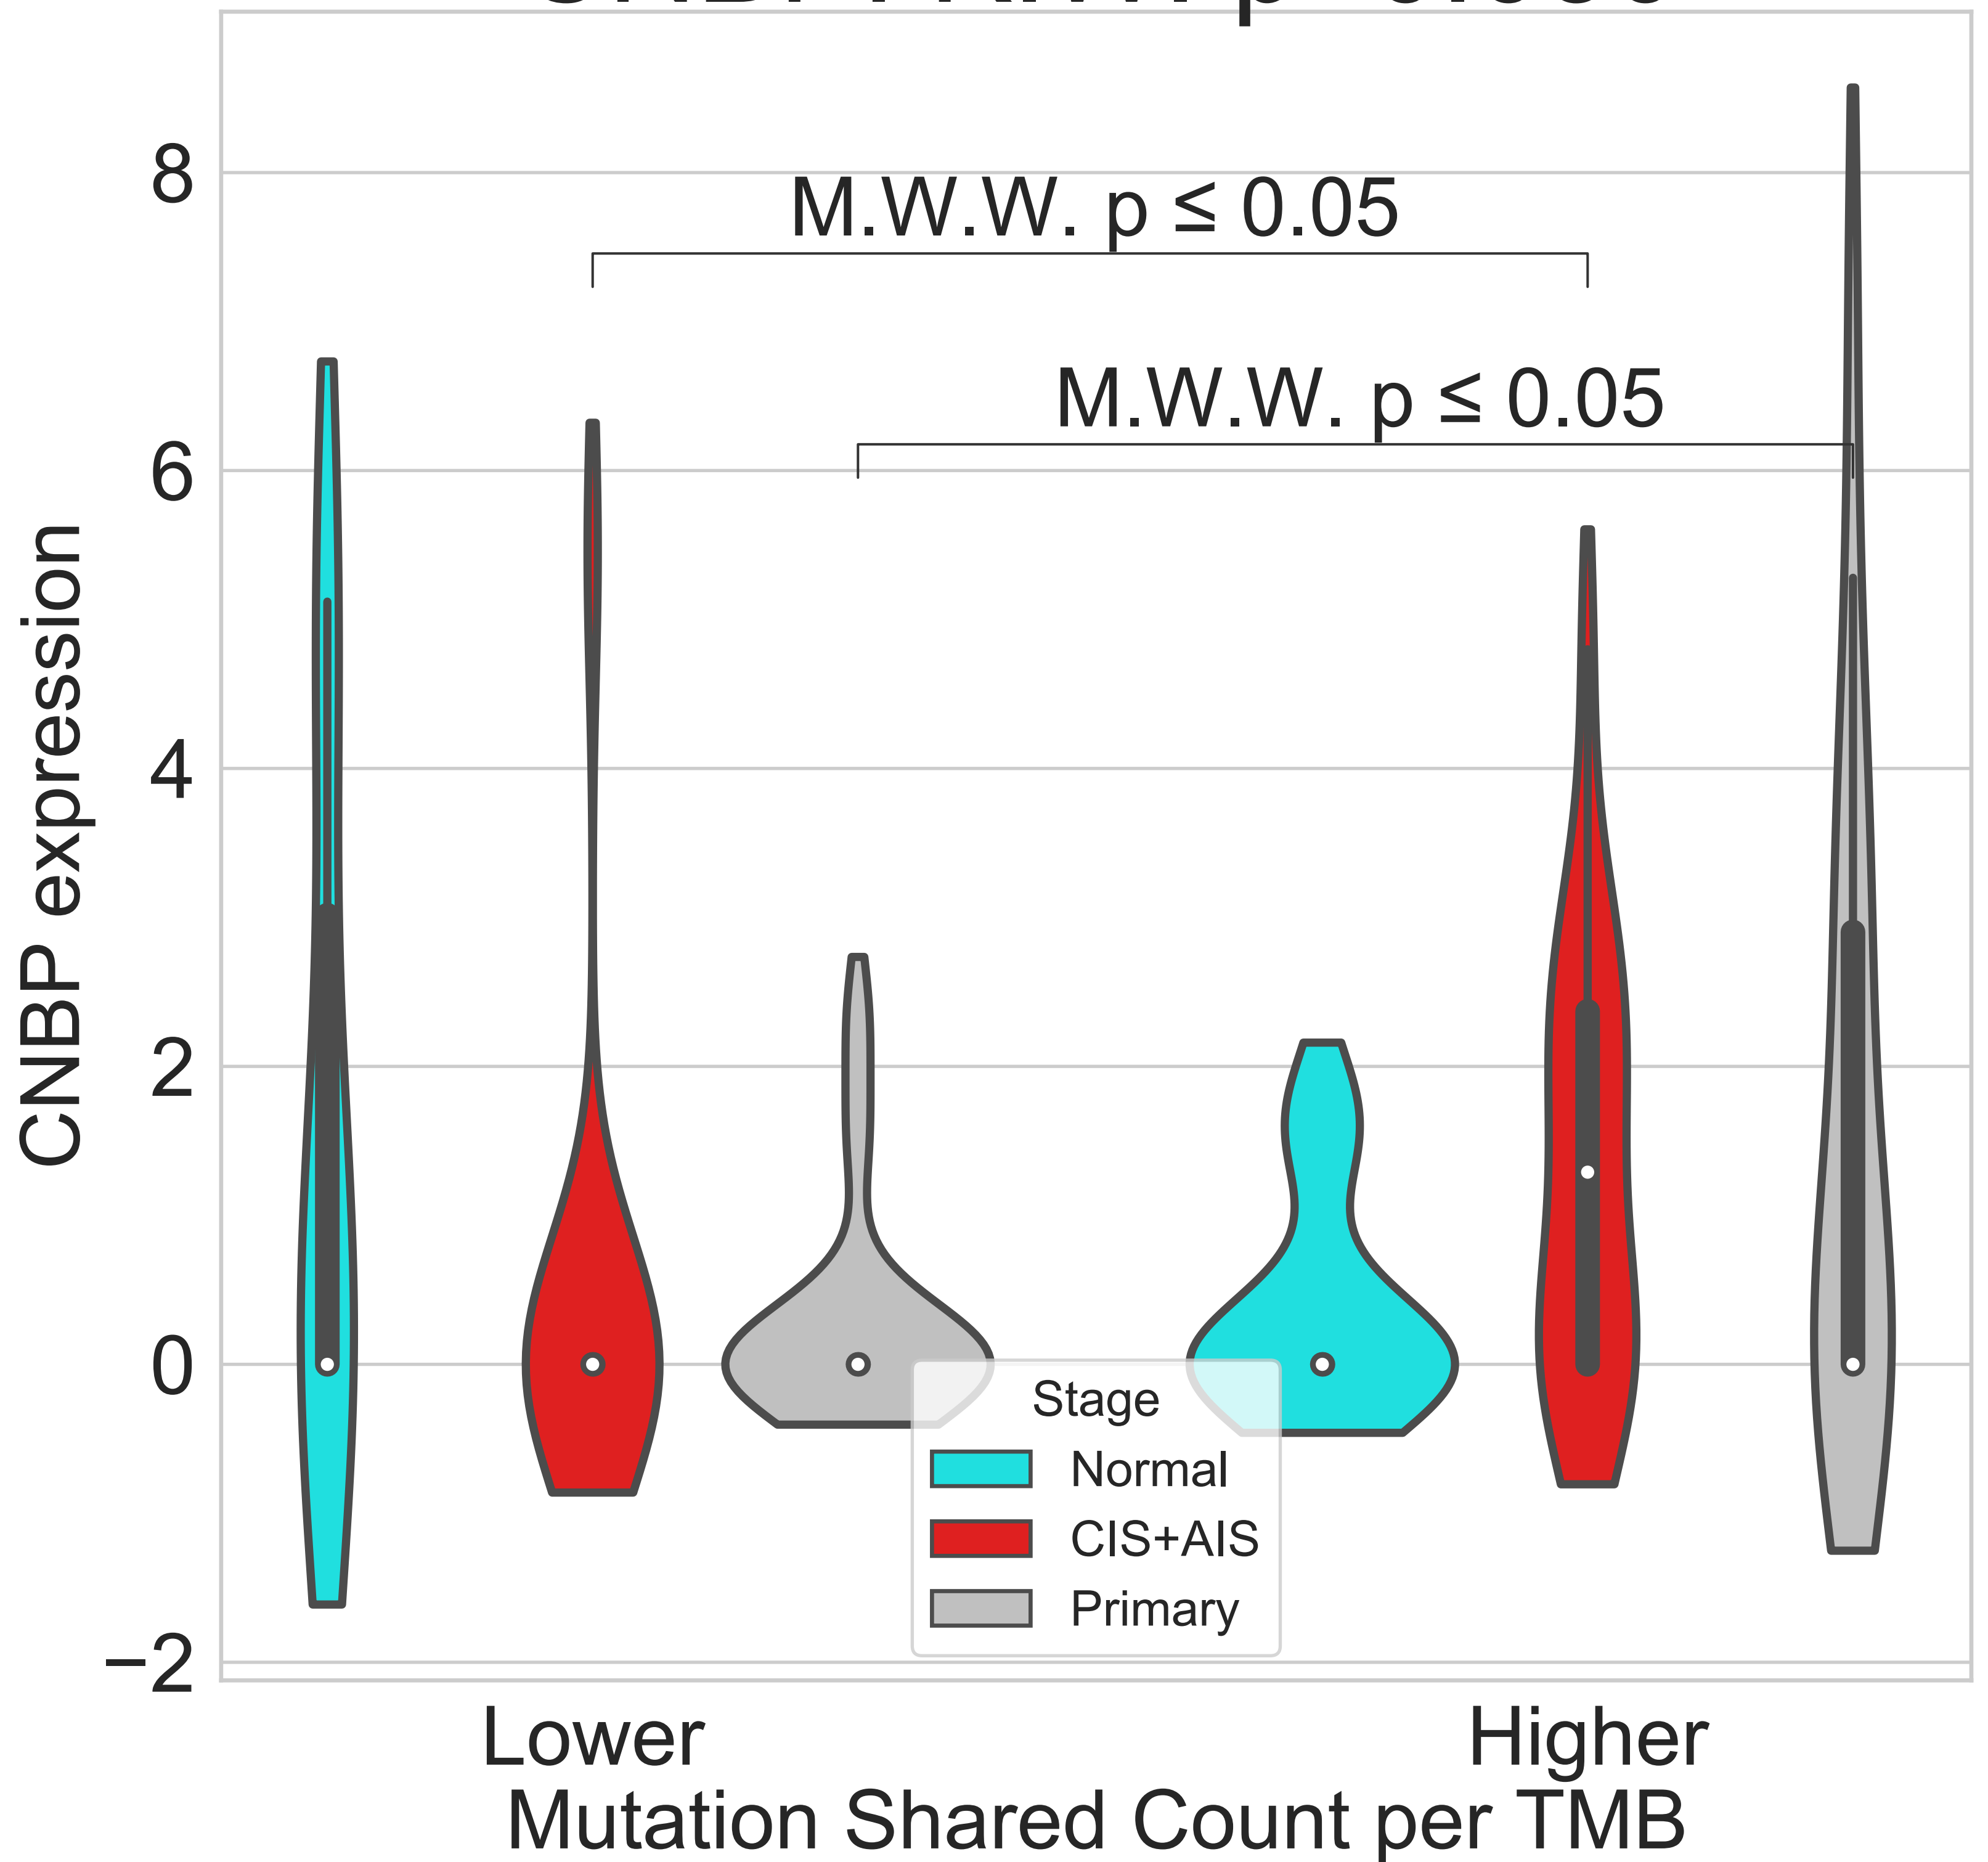 8
6
4
2
0
−2
CNBP expression
M.W.W. p ≤ 0.05
M.W.W. p ≤ 0.05
Stage
Normal
CIS+AIS
Primary
Lower
Higher
Mutation Shared Count per TMB